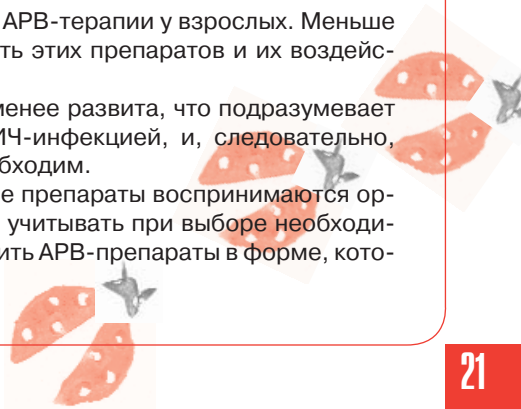 АРВ-терапии у взрослых. Меньше
ть этих препаратов и их воздейс-
менее развита, что подразумевает
ИЧ-инфекцией, и, следовательно,
бходим.
е препараты воспринимаются ор-
учитывать при выборе необходи-
ить АРВ-препараты в форме, кото-
21